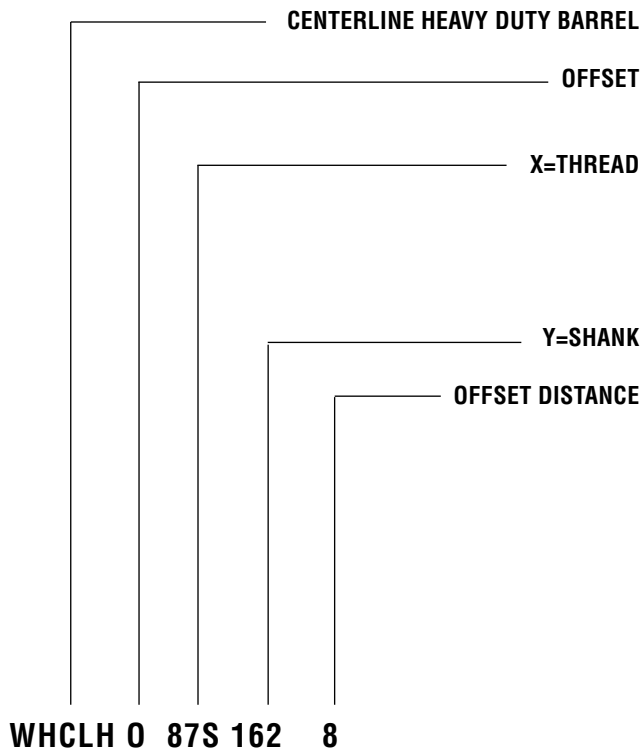 CENTERLINE HEAVY DUTY BARREL
OFFSET
X=THREAD
Y=SHANK
OFFSET DISTANCE
WHCLH O 87S 162 8